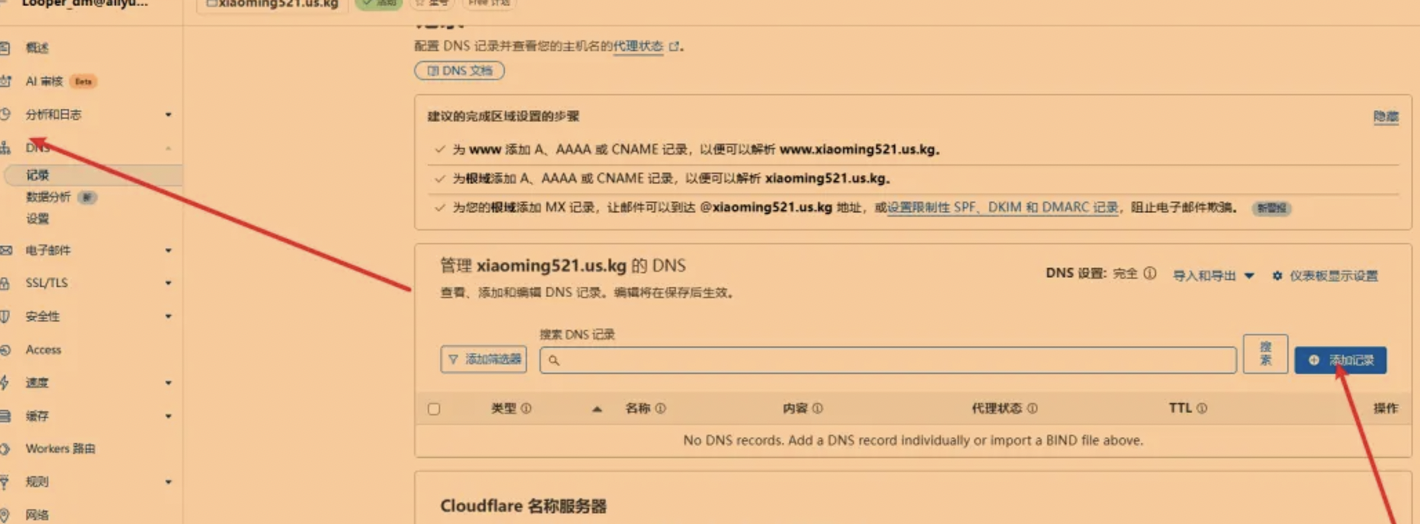 Looper_dm@aliyu...
xiaoming521.us.kg
活动
星号
Free 计划
记录
配置 DNS 记录并查看您的主机名的代理状态。
DNS 文档
概述
AI 审核 Beta
分析和日志
DNS
记录
数据分析 新
设置
电子邮件
SSL/TLS
安全性
Access
速度
缓存
Workers 路由
规则
网络
建议的完成区域设置的步骤
隐藏
为 www 添加 A、AAAA 或 CNAME 记录，以便可以解析 www.xiaoming521.us.kg。
为根域添加 A、AAAA 或 CNAME 记录，以便可以解析 xiaoming521.us.kg。
为您的根域添加 MX 记录，让邮件可以到达 @xiaoming521.us.kg 地址，或设置限制性 SPF、DKIM 和 DMARC 记录，阻止电子邮件欺骗。
管理 xiaoming521.us.kg 的 DNS
查看、添加和编辑 DNS 记录。编辑将在保存后生效。
DNS 设置: 完全
导入和导出
仪表板显示设置
搜索 DNS 记录
添加筛选器
搜索
添加记录
类型 名称 内容 代理状态 TTL 操作
No DNS records. Add a DNS record individually or import a BIND file above.
Cloudflare 名称服务器